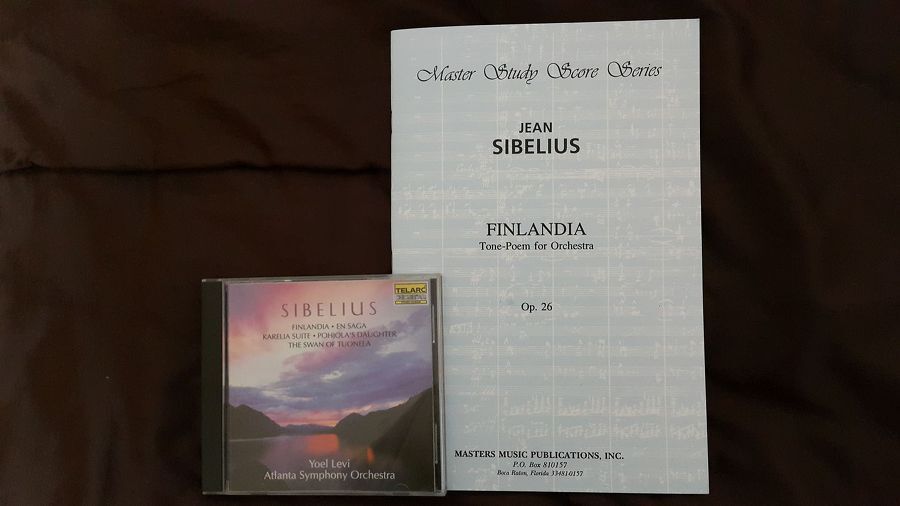 Master Study Score Series
JEAN
SIBELIUS
FINLANDIA
Tone-Poem for Orchestra
Op. 26
MASTERS MUSIC PUBLICATIONS, INC.
P.O. Box 810157
Boca Raton, Florida 33481-0157
TELARC
SIBELIUS
FINLANDIA • EN SAGA
KARELIA SUITE • POHJOLA'S DAUGHTER
THE SWAN OF TUONELA
Yoel Levi
Atlanta Symphony Orchestra